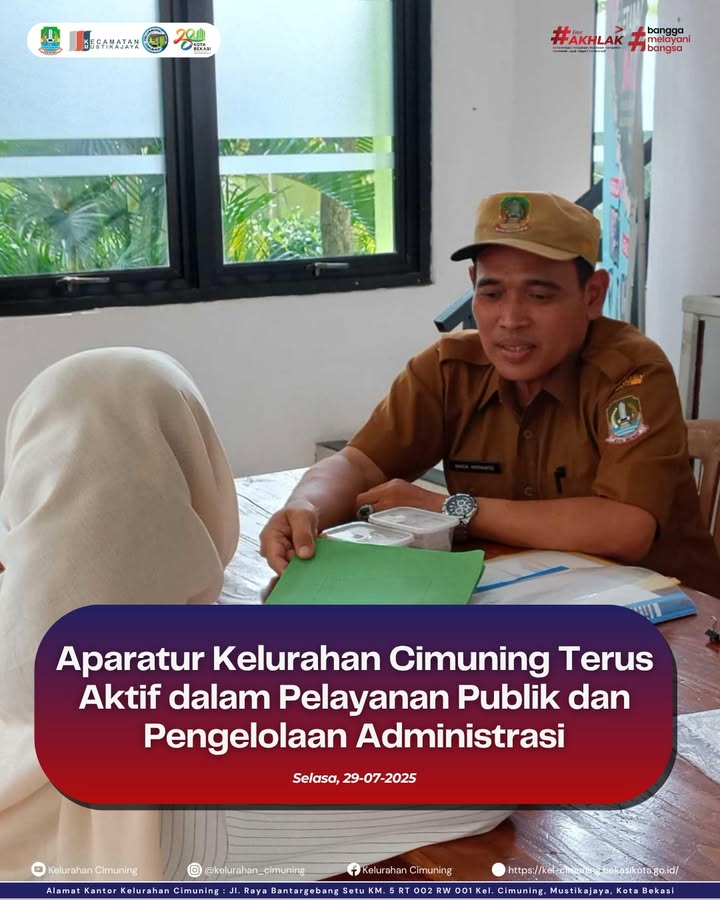 KECAMATAN
MUSTIKAJAYA
KOTA
BEKASI
#AKHLAK
#bangga
melayani
bangsa
Aparatur Kelurahan Cimuning Terus
Aktif dalam Pelayanan Publik dan
Pengelolaan Administrasi
Selasa, 29-07-2025
Kelurahan Cimuning
@kelurahan_cimuning
Kelurahan Cimuning
https://kel-cimuning.bekasikota.go.id/
Alamat Kantor Kelurahan Cimuning : Jl. Raya Bantargebang Setu KM. 5 RT 002 RW 001 Kel. Cimuning, Mustikajaya, Kota Bekasi